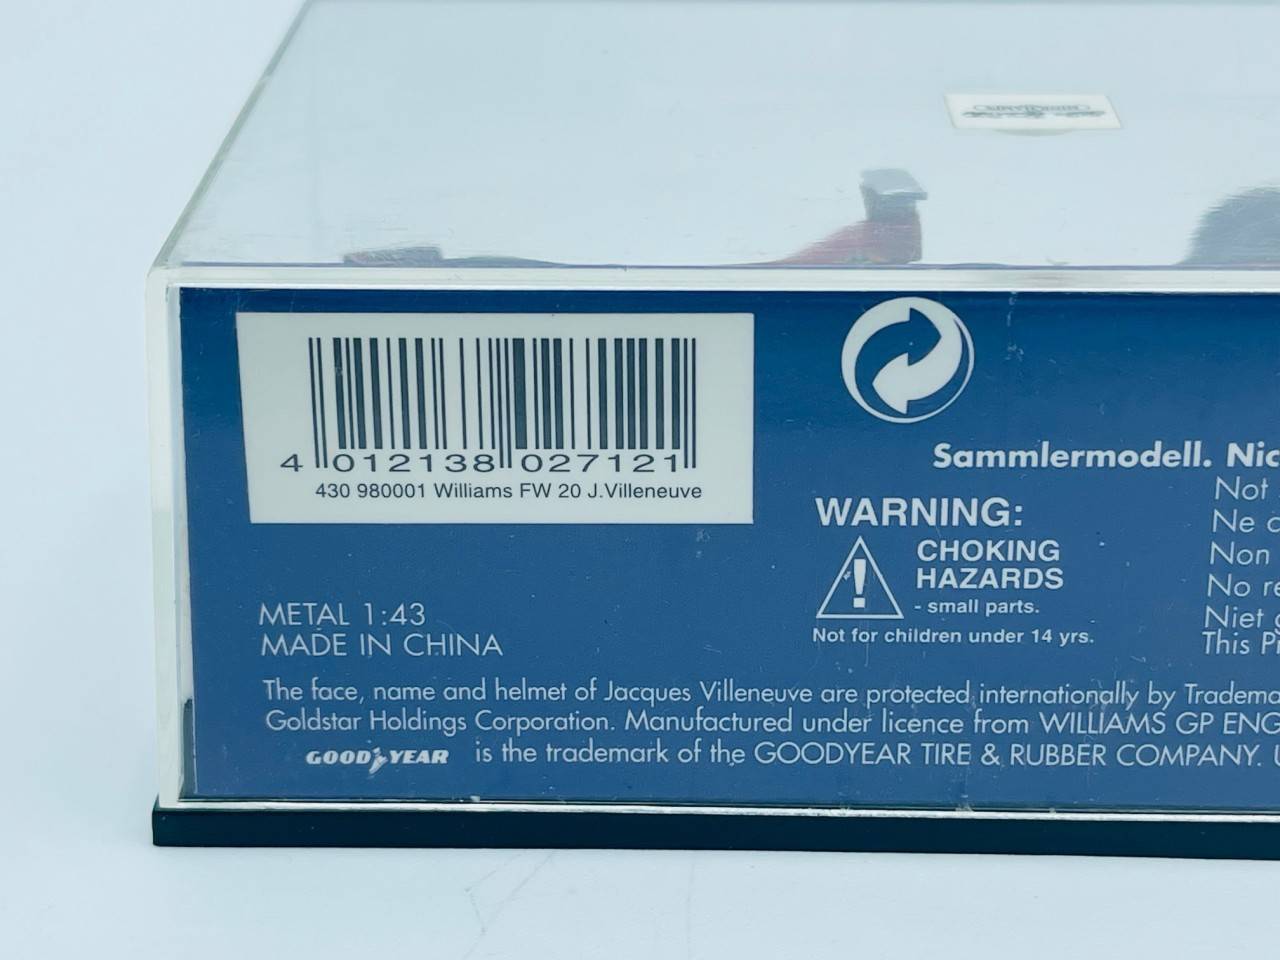 MINICHAMPS
4 012138 027121
430 980001 Williams FW 20 J.Villeneuve
Sammlermodell. Nic
Not
Ne
WARNING:
Non
CHOKING
HAZARDS
No re
- small parts.
Niet
Not for children under 14 yrs.
This
METAL 1:43
MADE IN CHINA
The face, name and helmet of Jacques Villeneuve are protected internationally by Tradema
Goldstar Holdings Corporation. Manufactured under licence from WILLIAMS GP ENG
GOODYEAR is the trademark of the GOODYEAR TIRE & RUBBER COMPANY. U